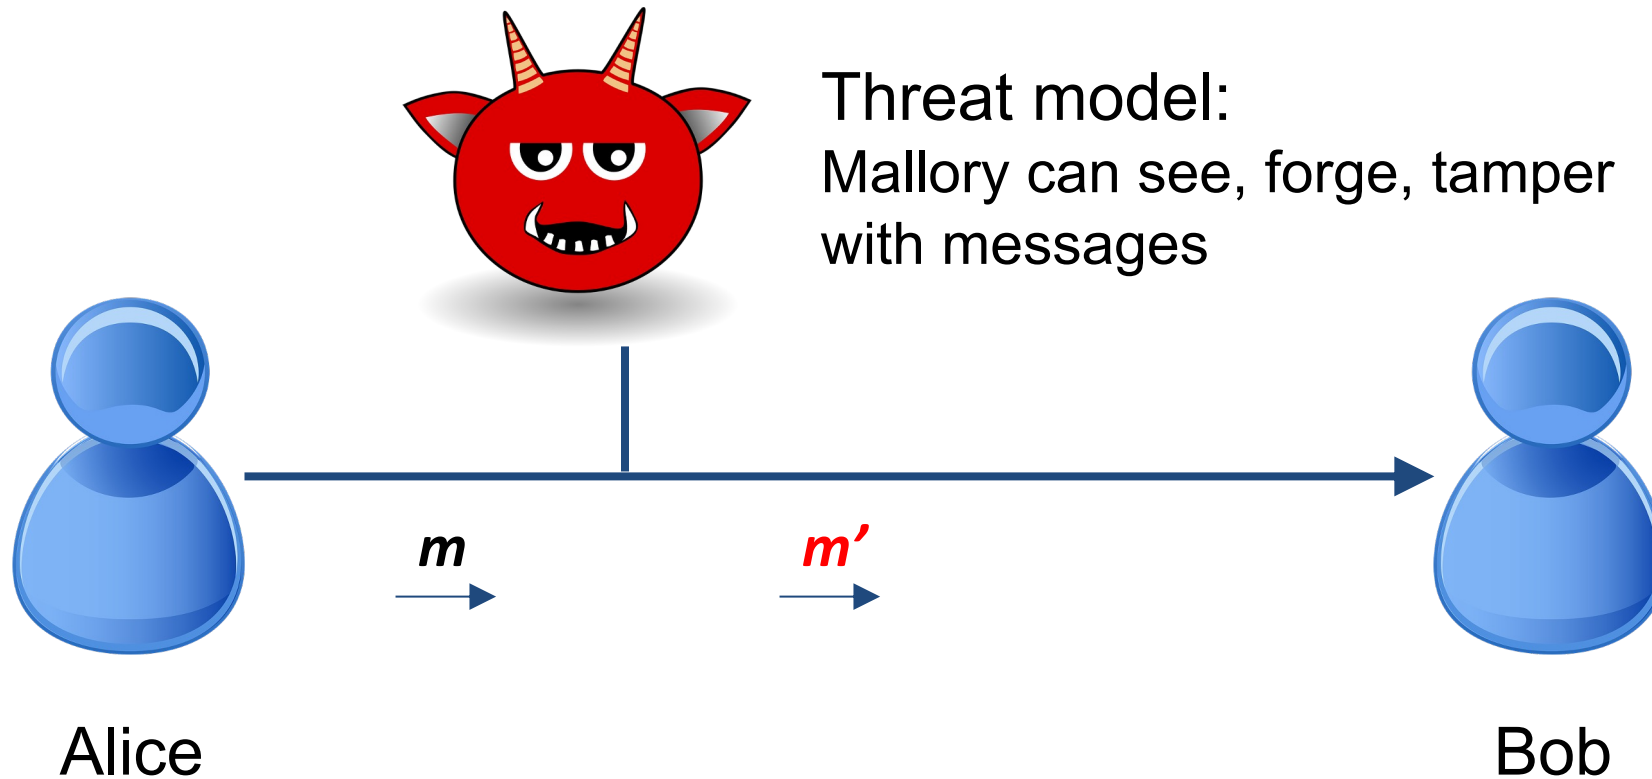 Threat model:
Mallory can see, forge, tamper
with messages
m
m’
Alice
Bob